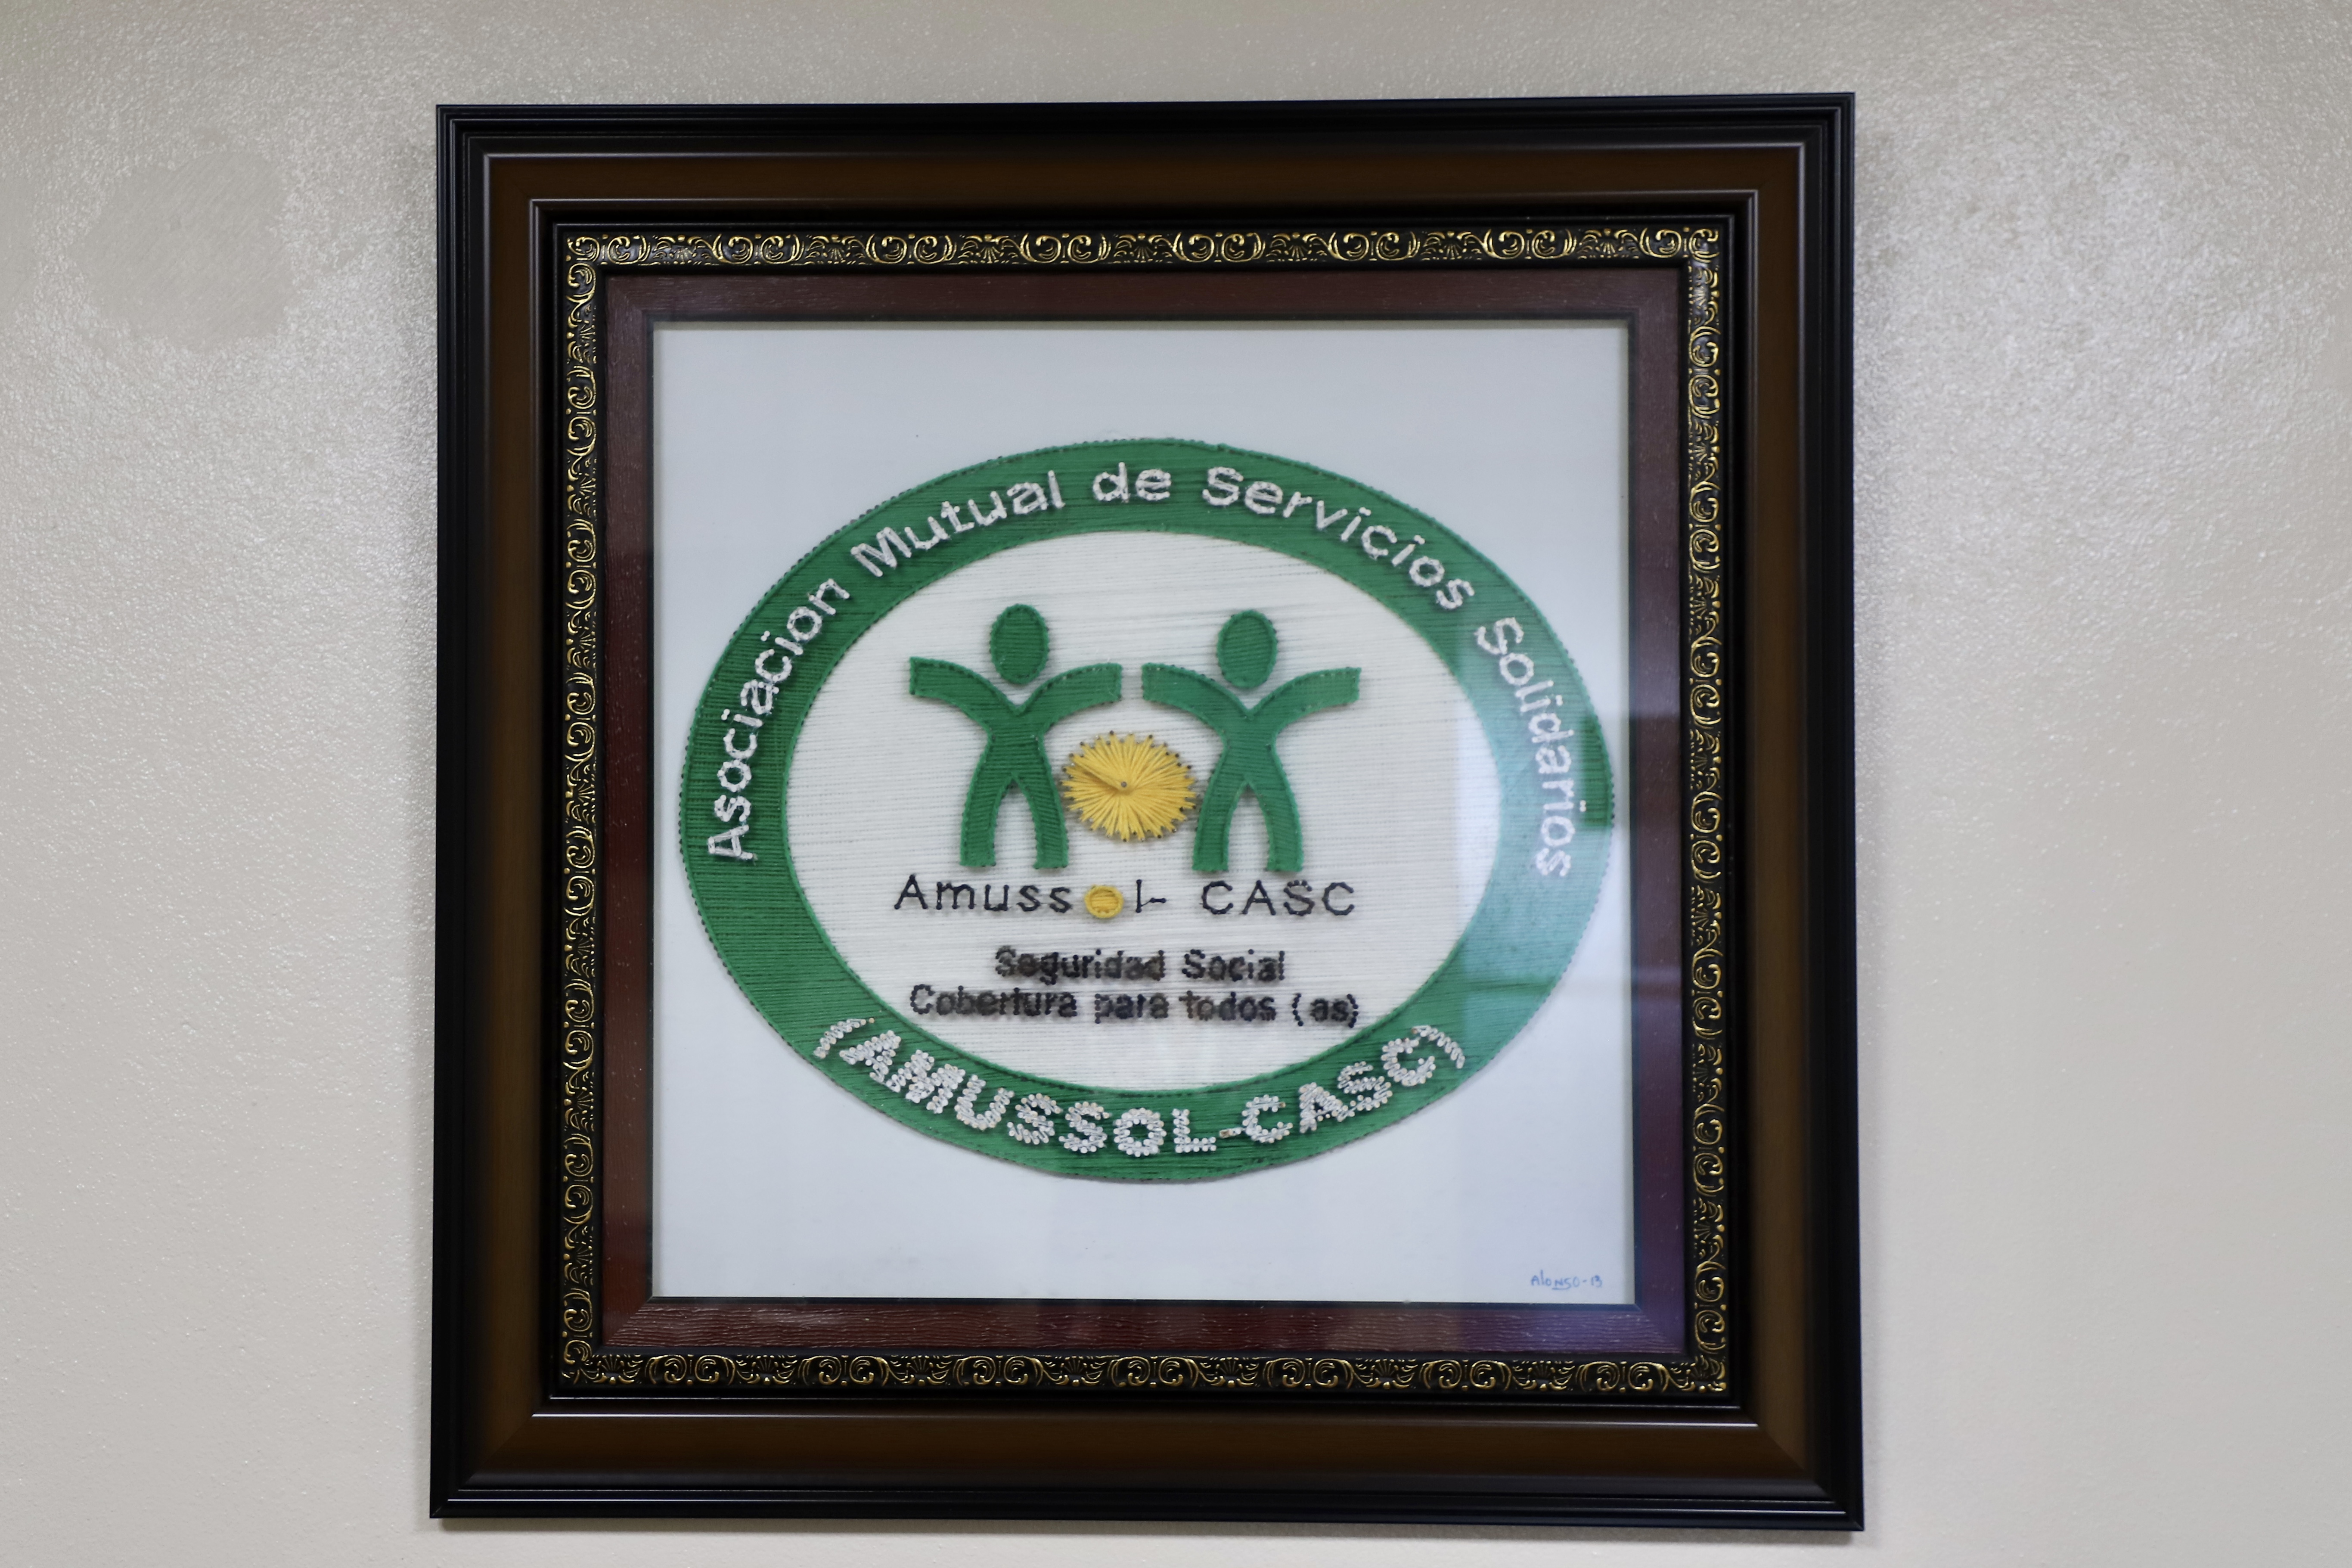 Asociacion Mutual de Servicios Solidarios
Amussol- CASC
Seguridad Social
Cobertura para todos (as)
(AMUSSOL-CASC)
Alonso-13